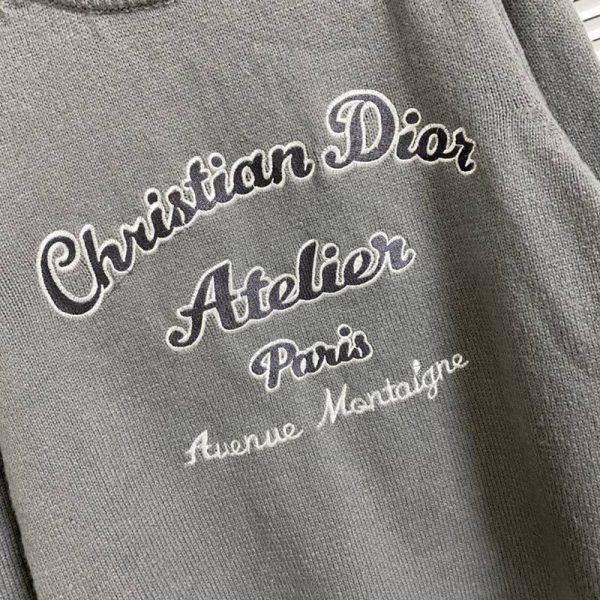 Christian Dior
Atelier
Paris
Avenue Montaigne